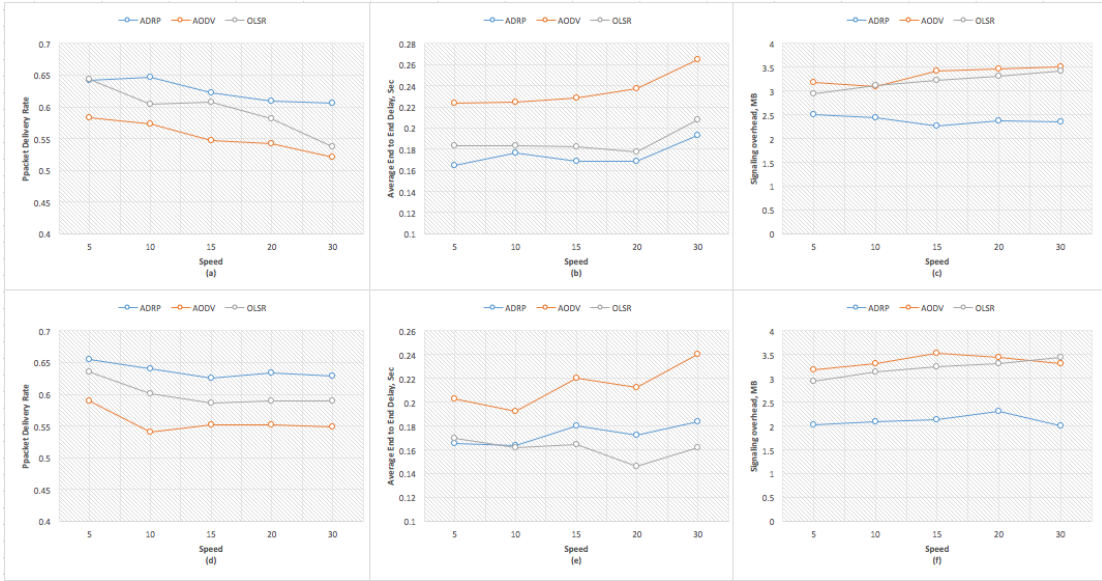 ADRP AODV OLSR
0.7
0.65
0.6
0.55
0.5
0.45
0.4
Ppacket Delivery Rate
5 10 15 20 30
Speed
(a)
ADRP AODV OLSR
0.28
0.26
0.24
0.22
0.2
0.18
0.16
0.14
0.12
0.1
Average End to End Delay, Sec
5 10 15 20 30
Speed
(b)
ADRP AODV OLSR
4
3.5
3
2.5
2
1.5
1
0.5
0
Signaling overhead, MB
5 10 15 20 30
Speed
(c)
ADRP AODV OLSR
0.7
0.65
0.6
0.55
0.5
0.45
0.4
Ppacket Delivery Rate
5 10 15 20 30
Speed
(d)
ADRP AODV OLSR
0.26
0.24
0.22
0.2
0.18
0.16
0.14
0.12
0.1
Average End to End Delay, Sec
5 10 15 20 30
Speed
(e)
ADRP AODV OLSR
4
3.5
3
2.5
2
1.5
1
0.5
0
Signaling overhead, MB
5 10 15 20 30
Speed
(f)